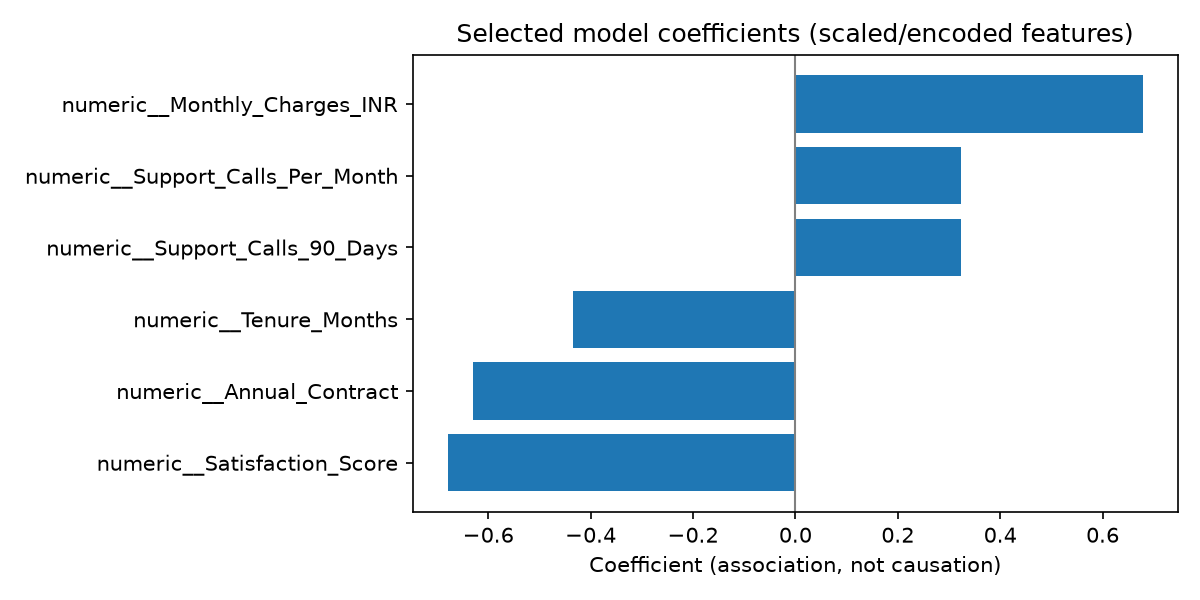 Selected model coefficients (scaled/encoded features)
numeric__Monthly_Charges_INR
numeric__Support_Calls_Per_Month
numeric__Support_Calls_90_Days
numeric__Tenure_Months
numeric__Annual_Contract
numeric__Satisfaction_Score
−0.6 −0.4 −0.2 0.0 0.2 0.4 0.6
Coefficient (association, not causation)